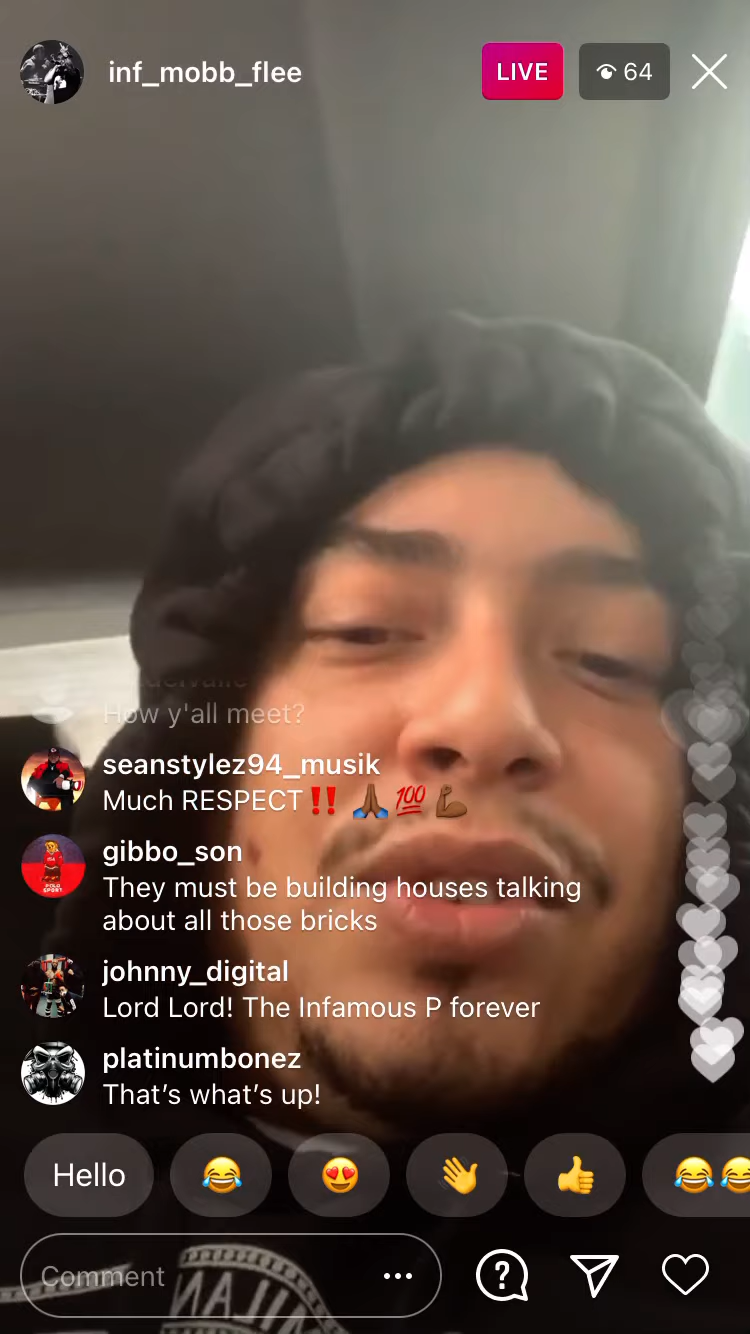 inf_mobb_flee
LIVE
64
How y'all meet?
seanstylez94_musik
Much RESPECT‼️ 🙏🏾💯💪🏾
gibbo_son
They must be building houses talking
about all those bricks
johnny_digital
Lord Lord! The Infamous P forever
platinumbonez
That’s what’s up!
Hello 😂 😍 👋 👍 😂😂
Comment